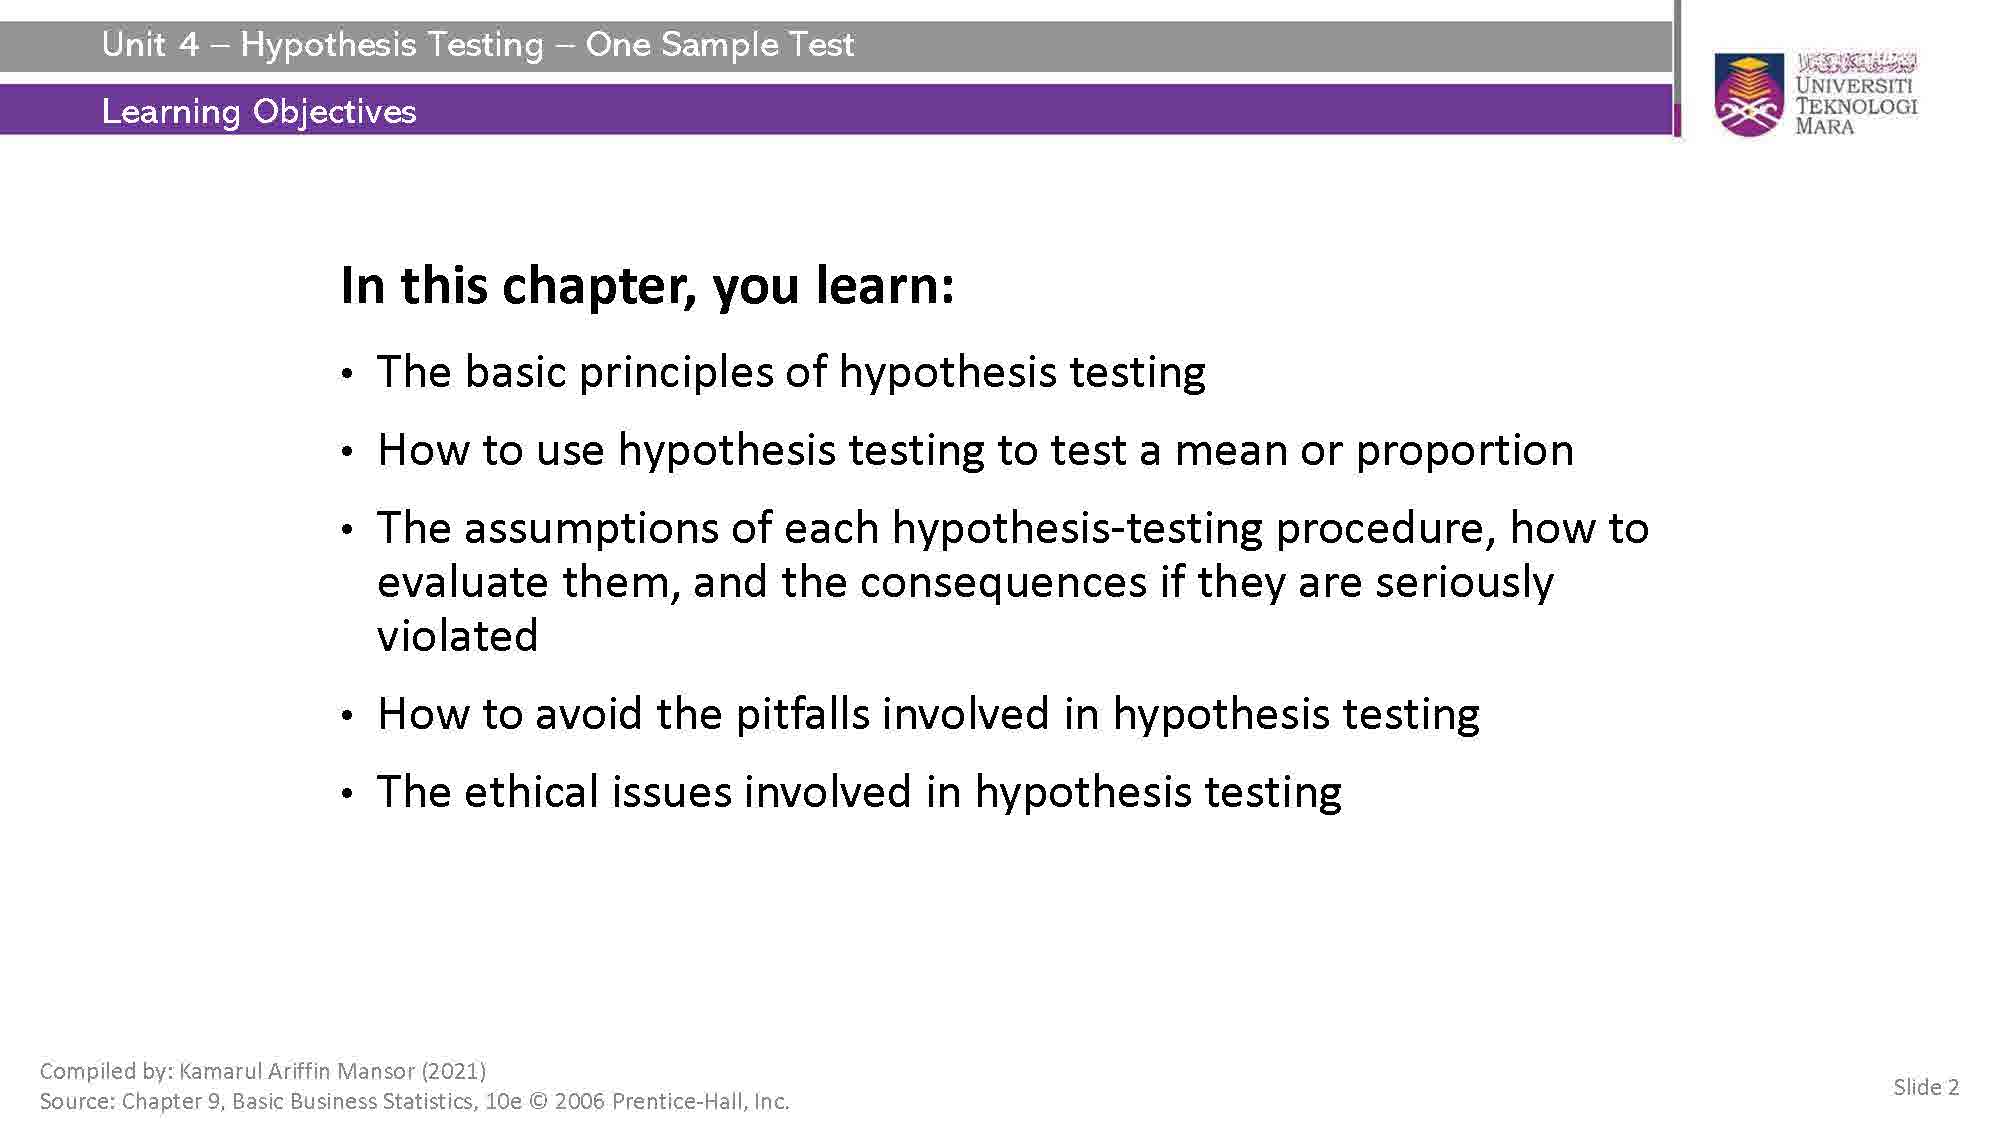 Unit 4 – Hypothesis Testing – One Sample Test
Learning Objectives
UNIVERSITI
TEKNOLOGI
MARA
In this chapter, you learn:
• The basic principles of hypothesis testing
• How to use hypothesis testing to test a mean or proportion
• The assumptions of each hypothesis-testing procedure, how to
evaluate them, and the consequences if they are seriously
violated
• How to avoid the pitfalls involved in hypothesis testing
• The ethical issues involved in hypothesis testing
Compiled by: Kamarul Ariffin Mansor (2021)
Source: Chapter 9, Basic Business Statistics, 10e © 2006 Prentice-Hall, Inc.
Slide 2